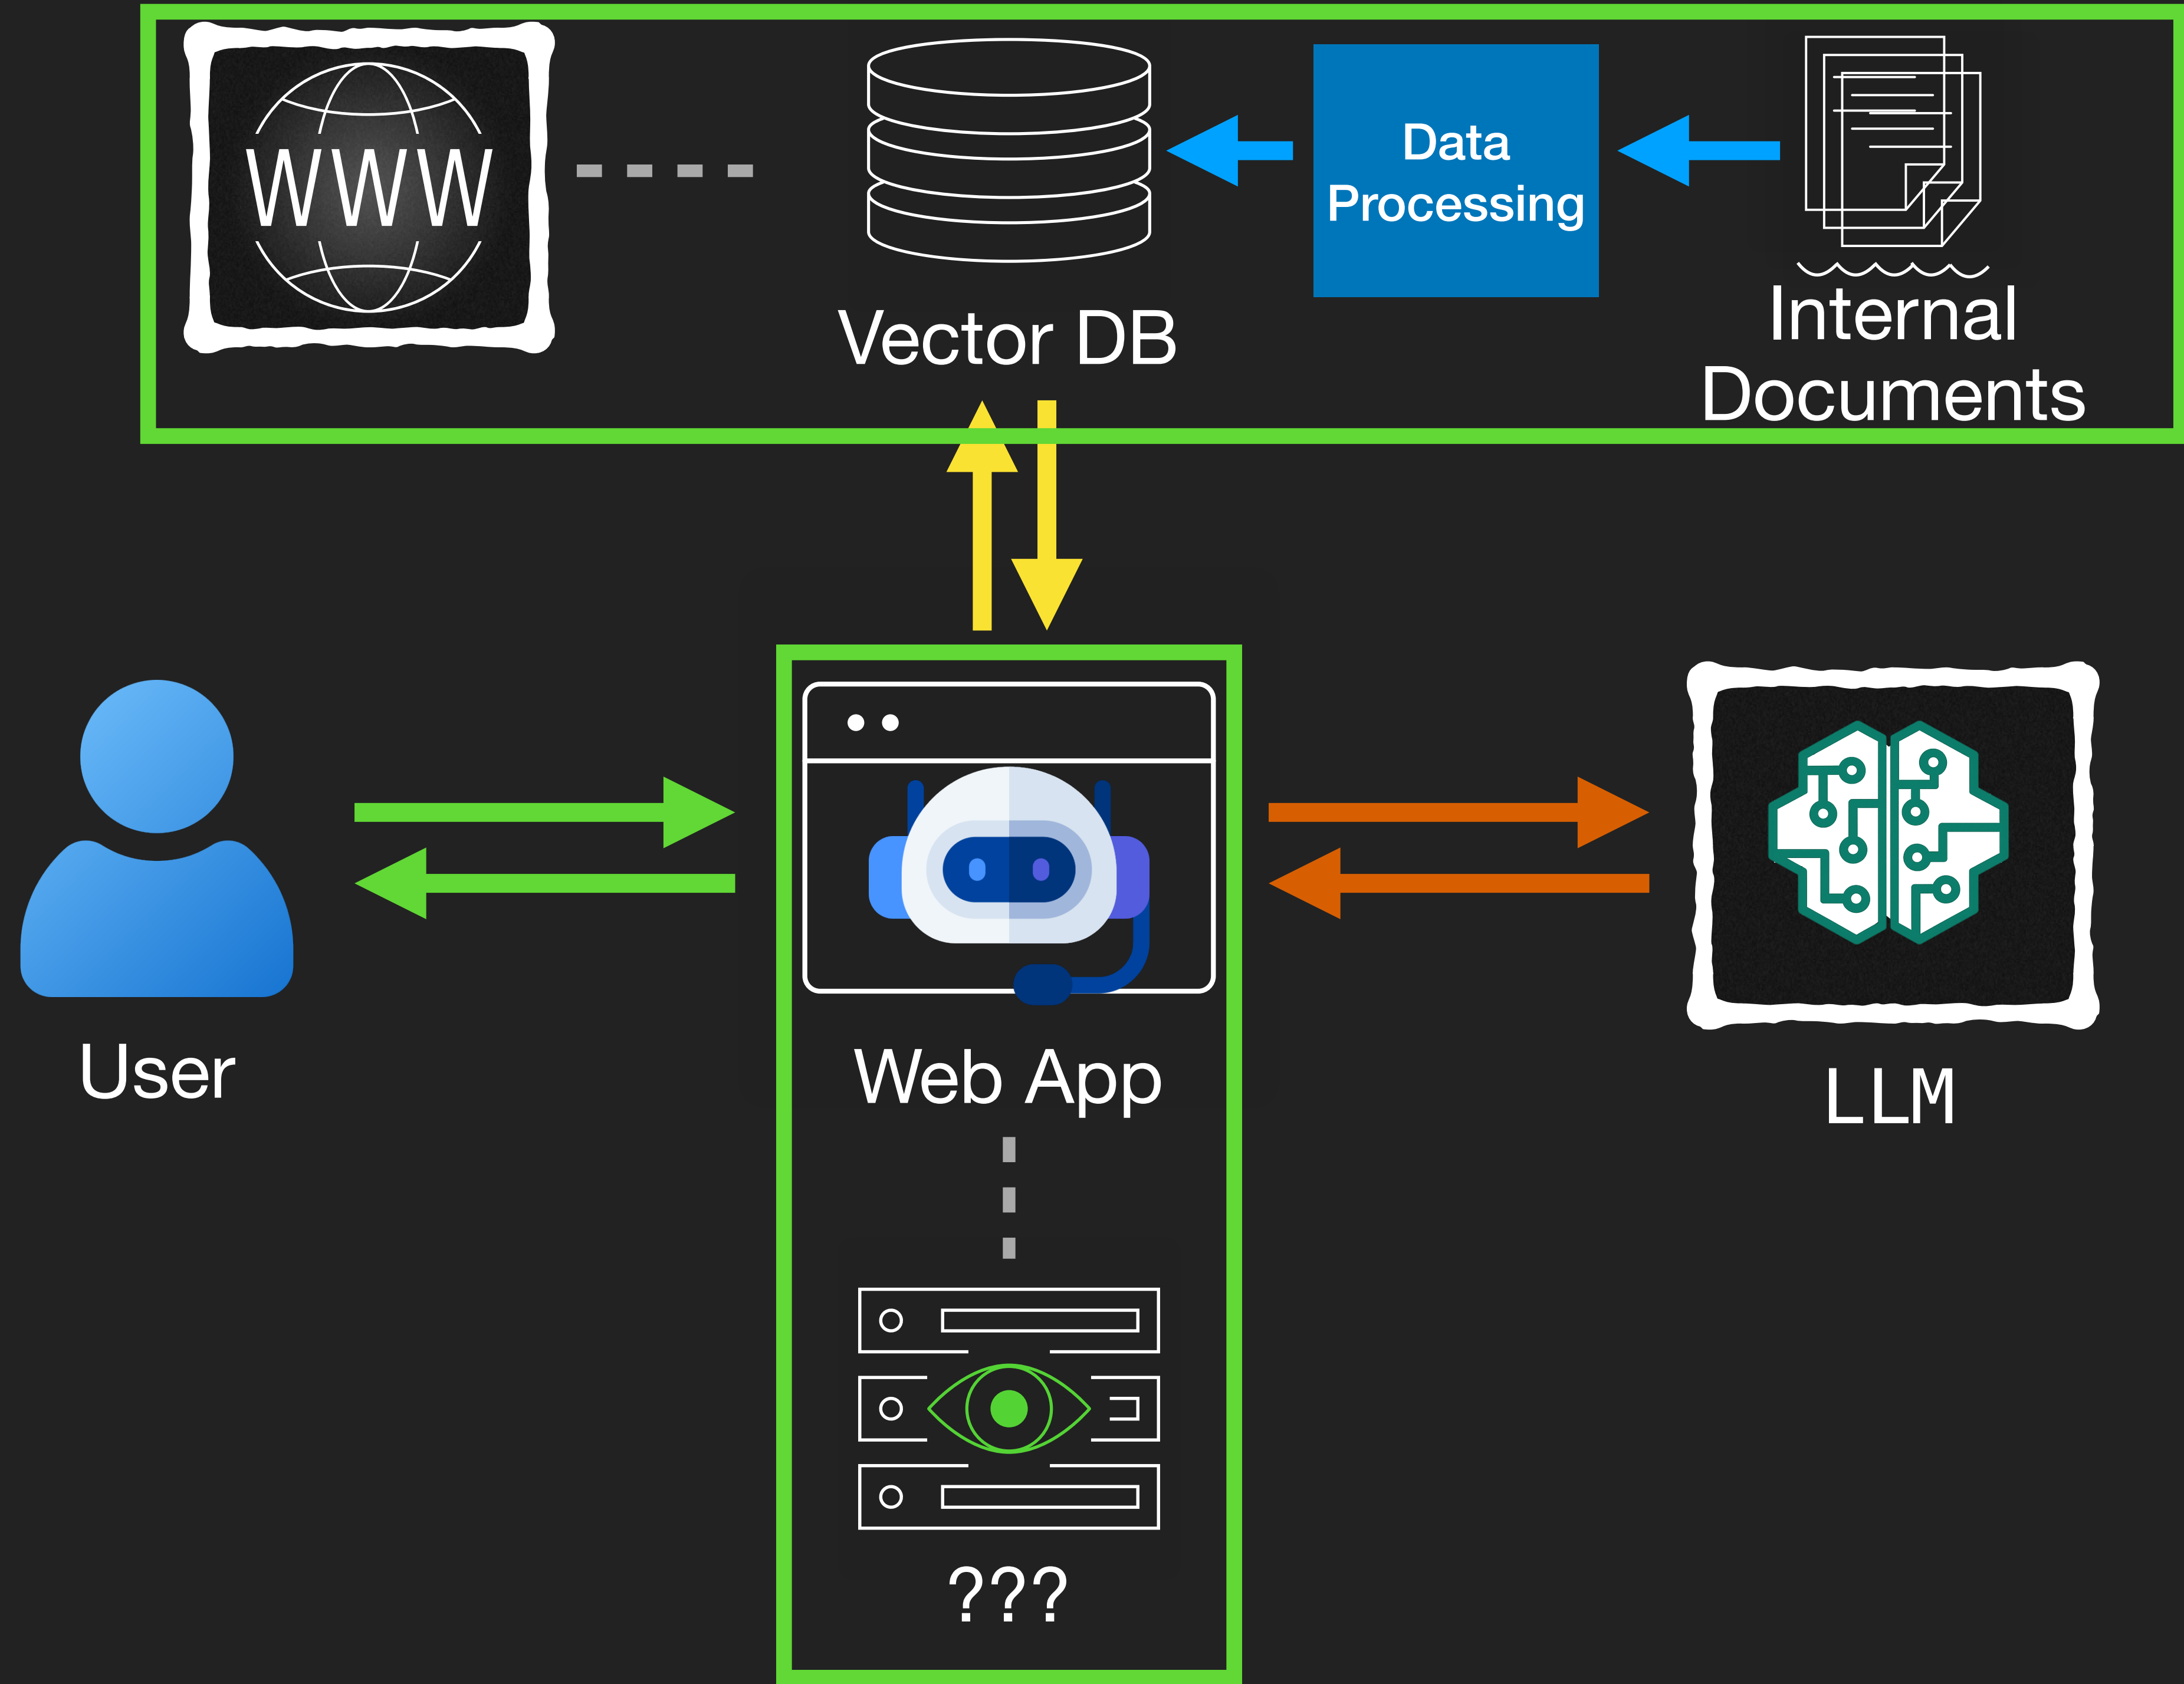 WWW
Data
Processing
Vector DB
Internal
Documents
User
Web App
LLM
???